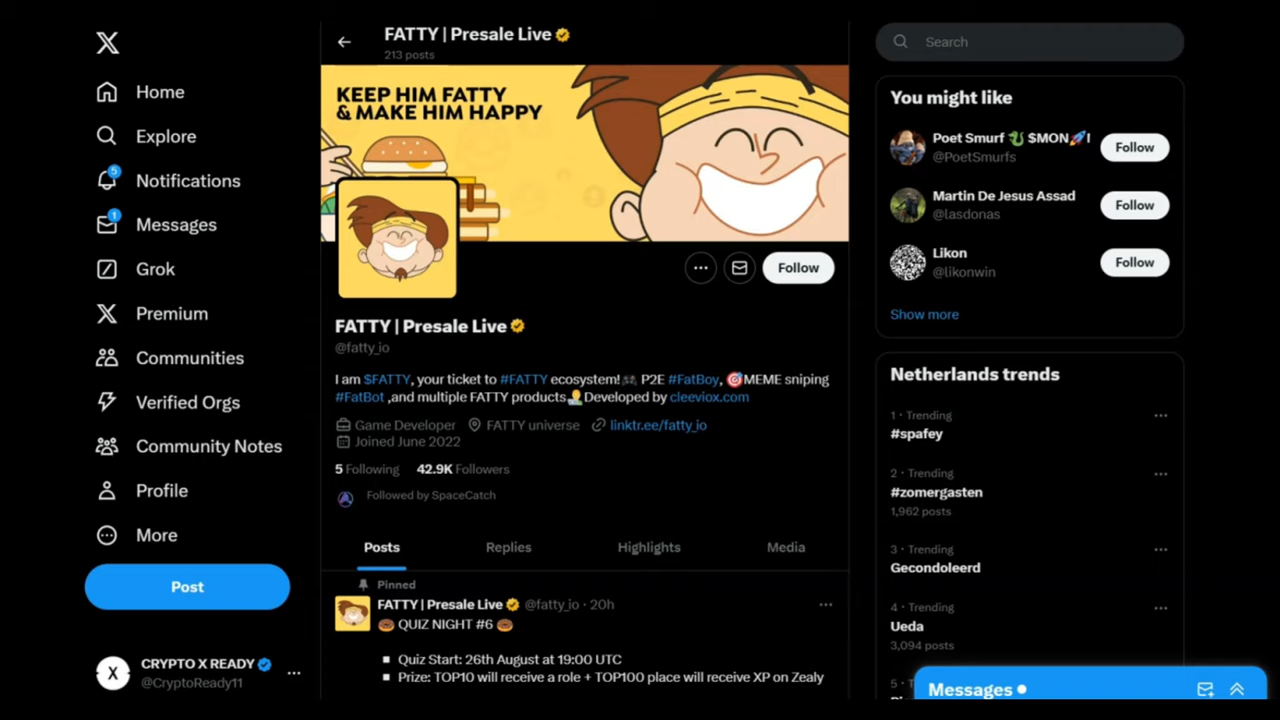 Home
Explore
5
Notifications
1
Messages
Grok
Premium
Communities
Verified Orgs
Community Notes
Profile
More
Post
CRYPTO X READY
@CryptoReady11
FATTY | Presale Live
213 posts
KEEP HIM FATTY
& MAKE HIM HAPPY
Follow
FATTY | Presale Live
@fatty_io
I am $FATTY, your ticket to #FATTY ecosystem!🎮 P2E #FatBoy, 🎯MEME sniping
#FatBot ,and multiple FATTY products👨‍💻Developed by cleeviox.com
Game Developer FATTY universe linktr.ee/fatty_io
Joined June 2022
5 Following 42.9K Followers
Followed by SpaceCatch
Posts Replies Highlights Media
Pinned
FATTY | Presale Live @fatty_io · 20h
🍩 QUIZ NIGHT #6 🍩
▪ Quiz Start: 26th August at 19:00 UTC
▪ Prize: TOP10 will receive a role + TOP100 place will receive XP on Zealy
Search
You might like
Poet Smurf 🐉 $MON🚀
@PoetSmurfs
Follow
Martin De Jesus Assad
@lasdonas
Follow
Likon
@likonwin
Follow
Show more
Netherlands trends
1 · Trending
#spafey
2 · Trending
#zomergasten
1,962 posts
3 · Trending
Gecondoleerd
4 · Trending
Ueda
3,094 posts
5 ·
Messages